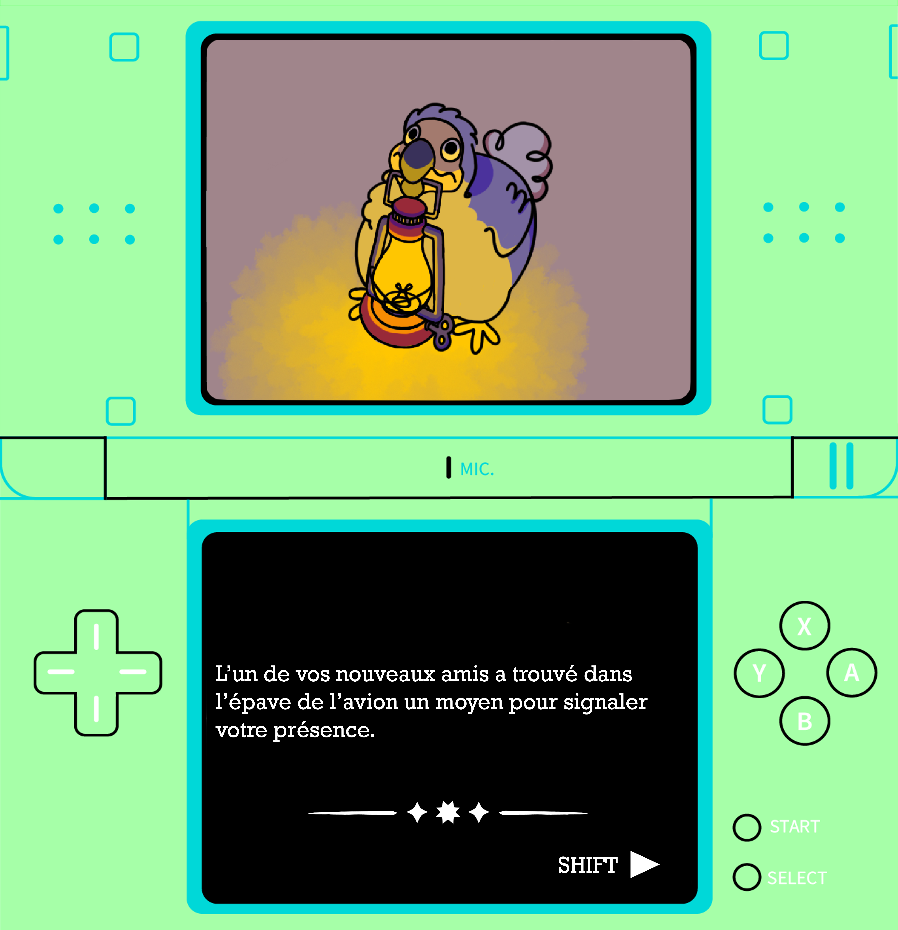 MIC.
L'un de vos nouveaux amis a trouvé dans
l'épave de l'avion un moyen pour signaler
votre présence.
SHIFT
X
Y
A
B
START
SELECT